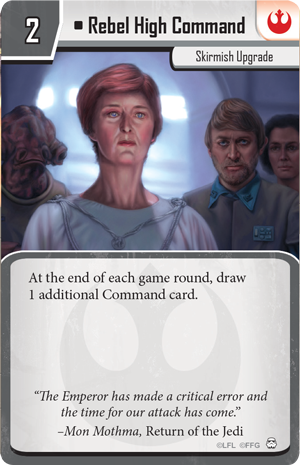 2
▪ Rebel High Command
Skirmish Upgrade
At the end of each game round, draw
1 additional Command card.
“The Emperor has made a critical error and
the time for our attack has come.”
–Mon Mothma, Return of the Jedi
©LFL ©FFG